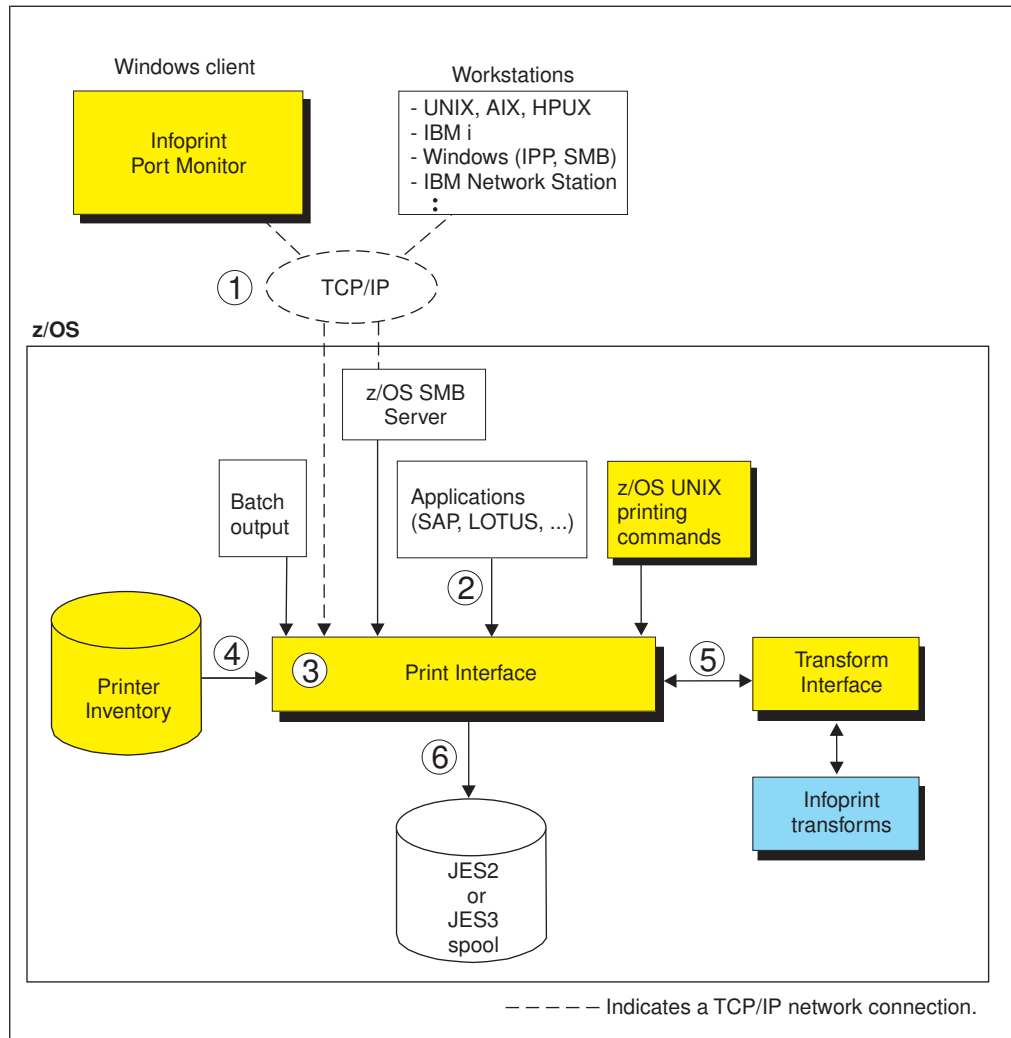 Windows client
Workstations
Infoprint
Port Monitor
- UNIX, AIX, HPUX
- IBM i
- Windows (IPP, SMB)
- IBM Network Station
:
1
TCP/IP
z/OS
z/OS SMB
Server
Batch
output
Applications
(SAP, LOTUS, ...)
z/OS UNIX
printing
commands
2
Printer
Inventory
4
3
Print Interface
5
Transform
Interface
6
Infoprint
transforms
JES2
or
JES3
spool
Indicates a TCP/IP network connection.